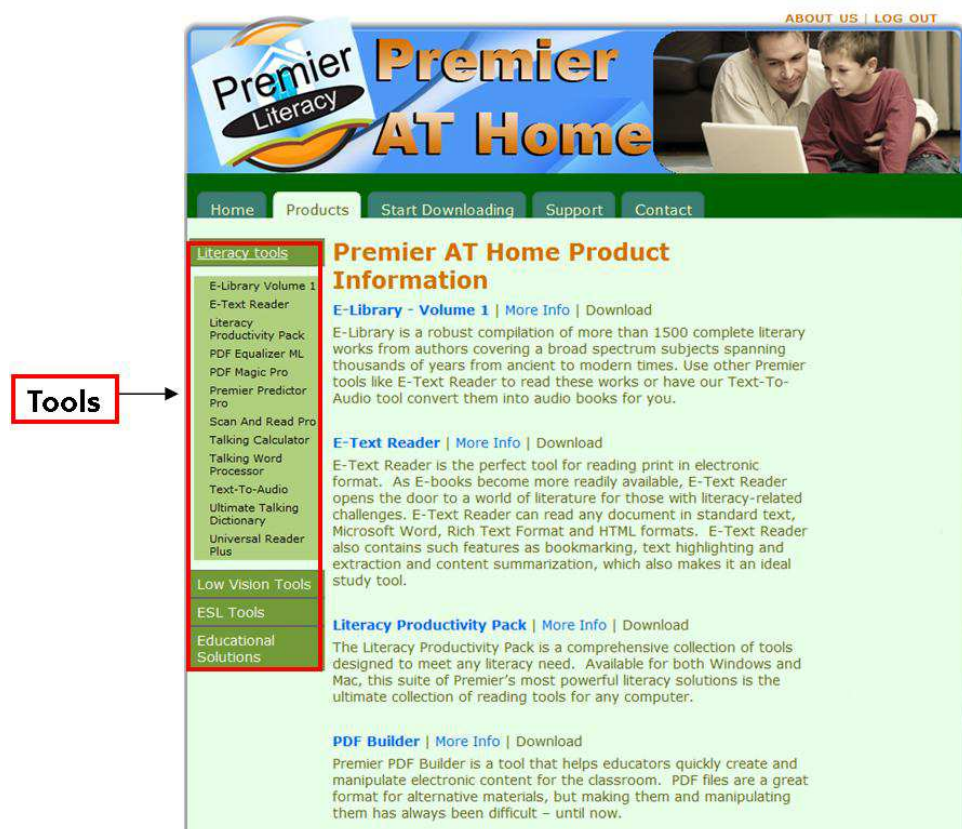 ABOUT US | LOG OUT
Premier
Literacy
Premier
AT Home
Home
Products
Start Downloading
Support
Contact
Tools
Literacy tools
E-Library Volume 1
E-Text Reader
Literacy
Productivity Pack
PDF Equalizer ML
PDF Magic Pro
Premier Predictor
Pro
Scan And Read Pro
Talking Calculator
Talking Word
Processor
Text-To-Audio
Ultimate Talking
Dictionary
Universal Reader
Plus
Low Vision Tools
ESL Tools
Educational
Solutions
Premier AT Home Product
Information
E-Library - Volume 1 | More Info | Download
E-Library is a robust compilation of more than 1500 complete literary
works from authors covering a broad spectrum subjects spanning
thousands of years from ancient to modern times. Use other Premier
tools like E-Text Reader to read these works or have our Text-To-
Audio tool convert them into audio books for you.
E-Text Reader | More Info | Download
E-Text Reader is the perfect tool for reading print in electronic
format. As E-books become more readily available, E-Text Reader
opens the door to a world of literature for those with literacy-related
challenges. E-Text Reader can read any document in standard text,
Microsoft Word, Rich Text Format and HTML formats. E-Text Reader
also contains such features as bookmarking, text highlighting and
extraction and content summarization, which also makes it an ideal
study tool.
Literacy Productivity Pack | More Info | Download
The Literacy Productivity Pack is a comprehensive collection of tools
designed to meet any literacy need. Available for both Windows and
Mac, this suite of Premier's most powerful literacy solutions is the
ultimate collection of reading tools for any computer.
PDF Builder | More Info | Download
Premier PDF Builder is a tool that helps educators quickly create and
manipulate electronic content for the classroom. PDF files are a great
format for alternative materials, but making them and manipulating
them has always been difficult – until now.